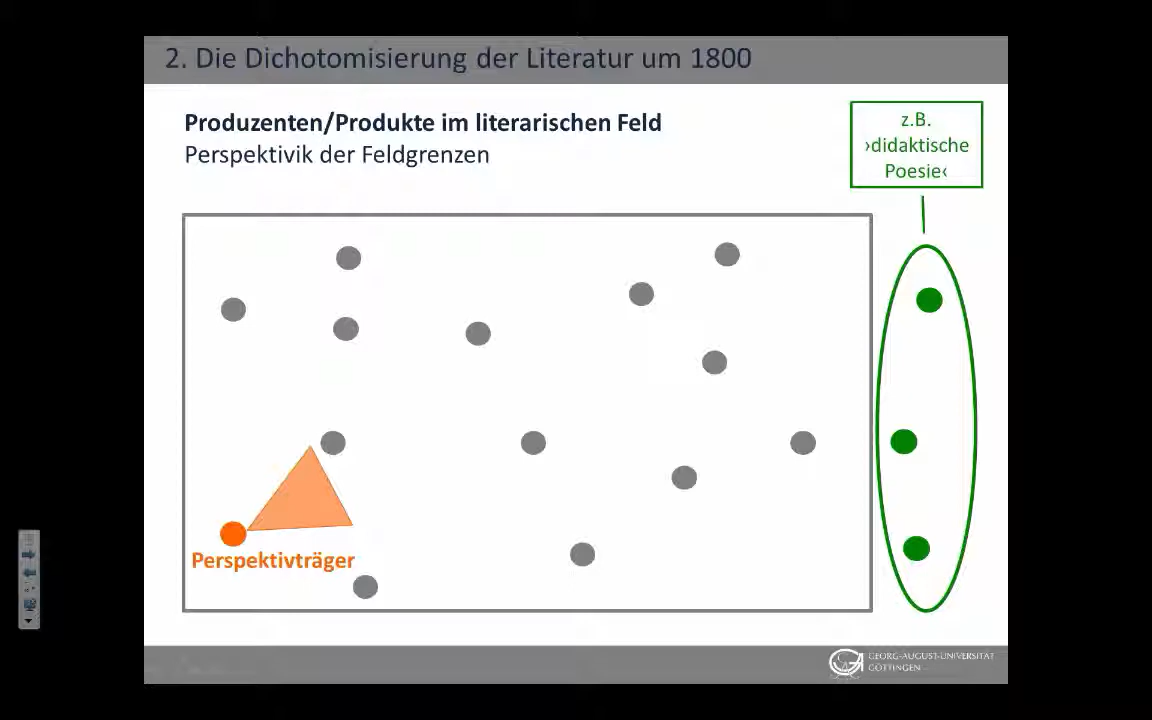 2. Die Dichotomisierung der Literatur um 1800
Produzenten/Produkte im literarischen Feld
Perspektivik der Feldgrenzen
z.B.
›didaktische
Poesie‹
Perspektivträger
GEORG-AUGUST-UNIVERSITÄT
GÖTTINGEN